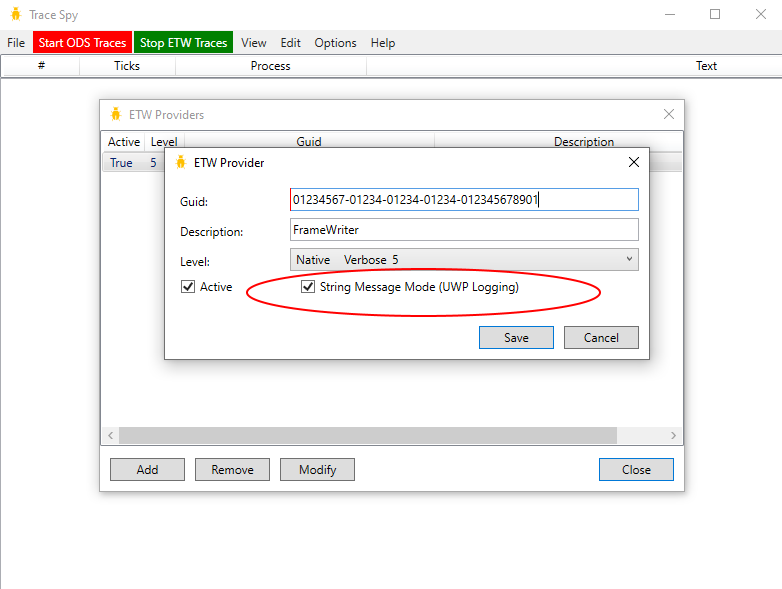 Trace Spy
File Start ODS Traces Stop ETW Traces View Edit Options Help
# Ticks Process Text
ETW Providers
Active Level Guid Description
True 5
ETW Provider
Guid: 01234567-01234-01234-01234-012345678901
Description: FrameWriter
Level: Native Verbose 5
Active String Message Mode (UWP Logging)
Save Cancel
Add Remove Modify Close